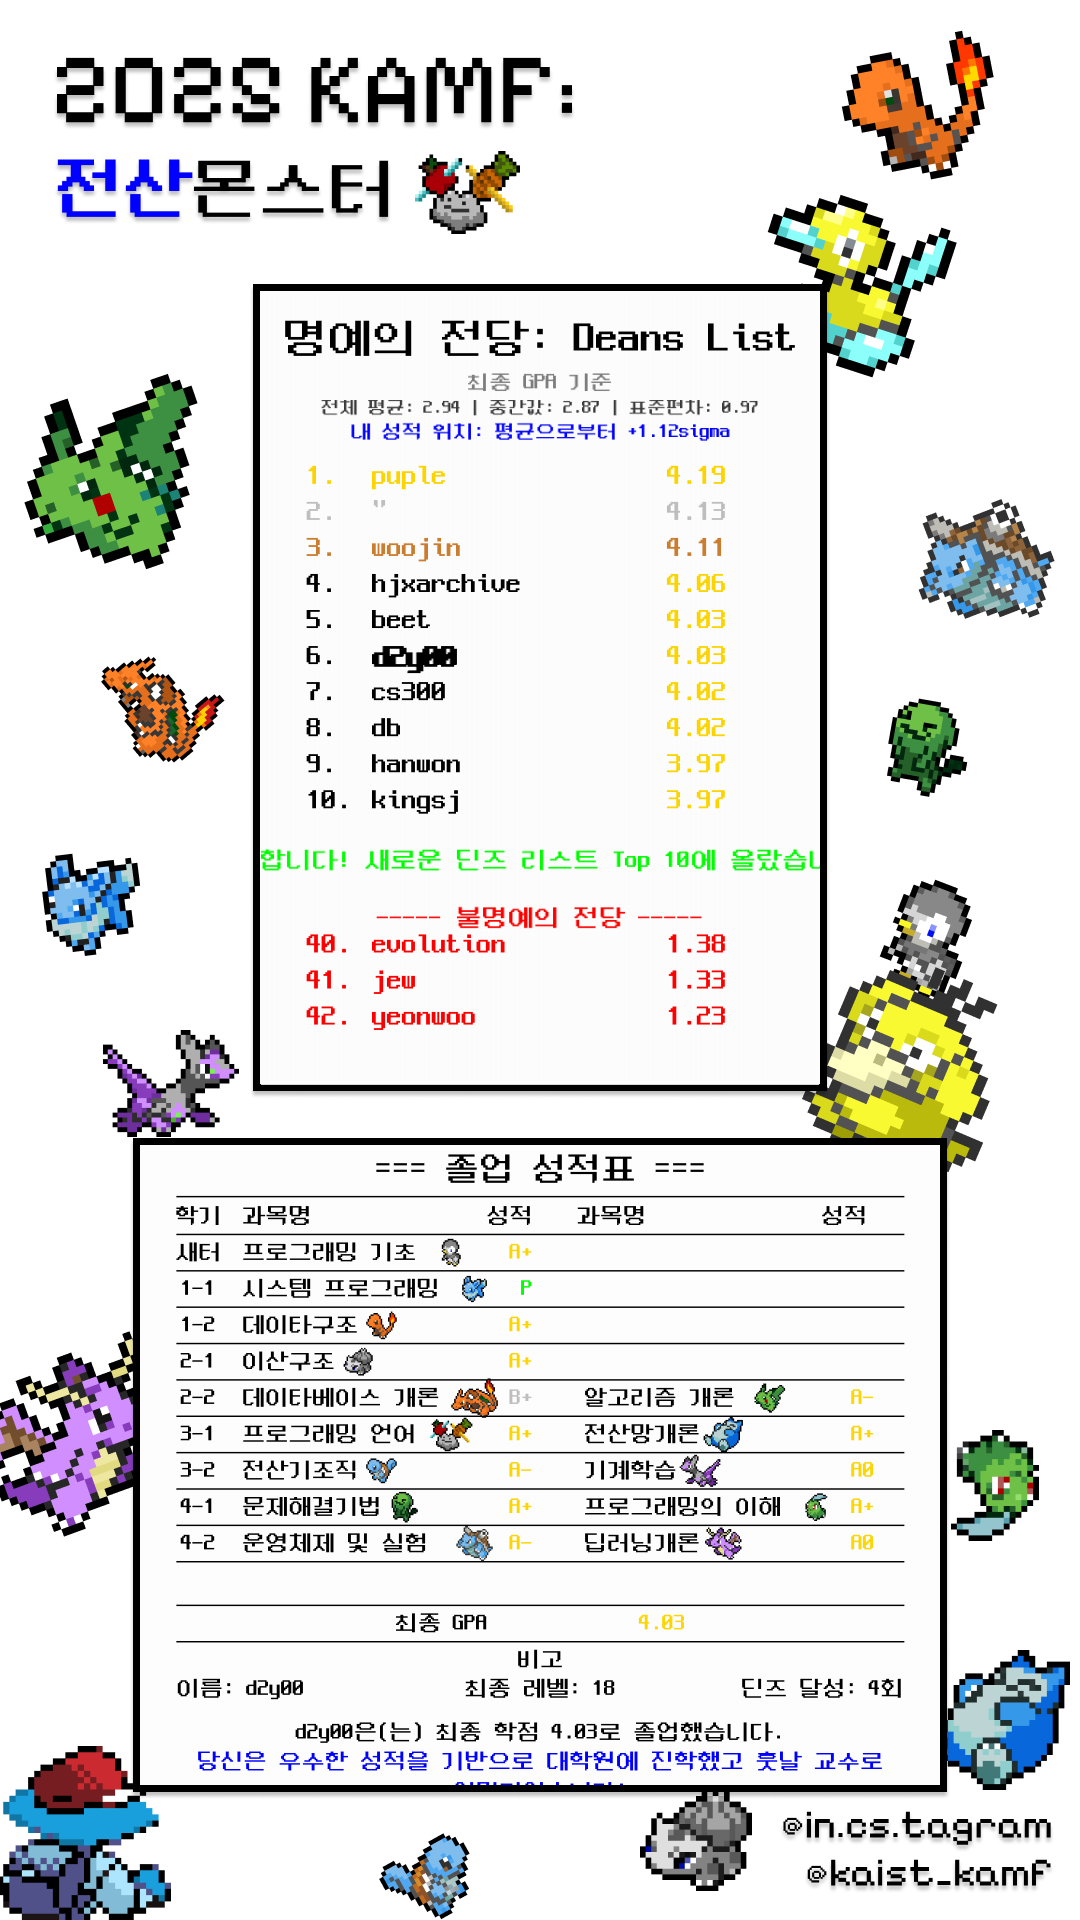 2025 KAMF:
전산몬스터
명예의 전당: Deans List
최종 GPA 기준
전체 평균: 2.94 | 중간값: 2.87 | 표준편차: 0.97
내 성적 위치: 평균으로부터 +1.12sigma
1. puple 4.19
2. " 4.13
3. woojin 4.11
4. hjxarchive 4.06
5. beet 4.03
6. d2y00 4.03
7. cs300 4.02
8. db 4.02
9. hanwon 3.97
10. kingsj 3.97
합니다! 새로운 딘즈 리스트 Top 10에 올랐습니
----- 불명예의 전당 -----
40. evolution 1.38
41. jew 1.33
42. yeonwoo 1.23
=== 졸업 성적표 ===
학기 과목명 성적 과목명 성적
새터 프로그래밍 기초 A+
1-1 시스템 프로그래밍 P
1-2 데이타구조 A+
2-1 이산구조 A+
2-2 데이타베이스 개론 B+ 알고리즘 개론 A-
3-1 프로그래밍 언어 A+ 전산망개론 A+
3-2 전산기조직 A- 기계학습 A0
4-1 문제해결기법 A+ 프로그래밍의 이해 A+
4-2 운영체제 및 실험 A- 딥러닝개론 A0
최종 GPA 4.03
비고
이름: d2y00 최종 레벨: 18 딘즈 달성: 4회
d2y00은(는) 최종 학점 4.03로 졸업했습니다.
당신은 우수한 성적을 기반으로 대학원에 진학했고 훗날 교수로
@in.cs.tagram
@kaist_kamf